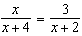 x/(x+4) = 3/(x+2)